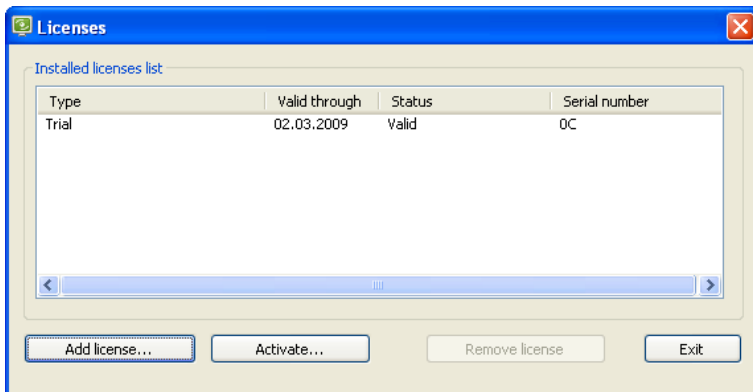 Licenses
Installed licenses list
Type Valid through Status Serial number
Trial 02.03.2009 Valid 0C
Add license... Activate... Remove license Exit